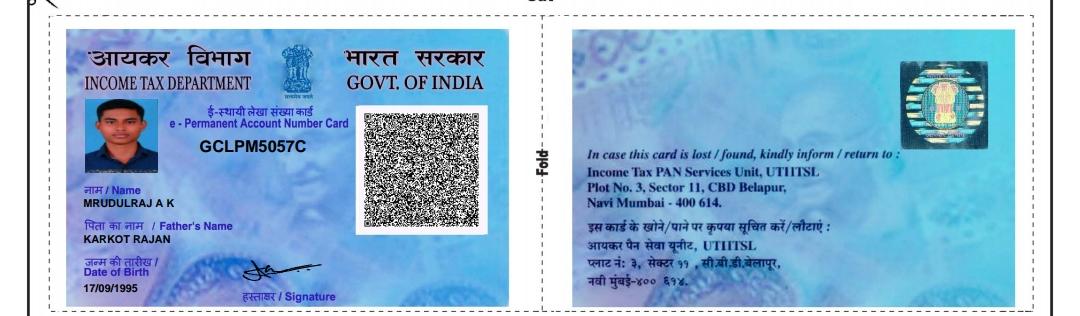 आयकर विभाग
INCOME TAX DEPARTMENT
सत्यमेव जयते
भारत सरकार
GOVT. OF INDIA
ई-स्थायी लेखा संख्या कार्ड
e - Permanent Account Number Card
GCLPM5057C
नाम / Name
MRUDULRAJ A K
पिता का नाम / Father's Name
KARKOT RAJAN
जन्म की तारीख /
Date of Birth
17/09/1995
हस्ताक्षर / Signature
Fold
In case this card is lost / found, kindly inform / return to :
Income Tax PAN Services Unit, UTIITSL
Plot No. 3, Sector 11, CBD Belapur,
Navi Mumbai - 400 614.
इस कार्ड के खोने/पाने पर कृपया सूचित करें/लौटाएं :
आयकर पैन सेवा यूनीट, UTIITSL
प्लाट नं: ३, सेक्टर ११ , सी.बी.डी.बेलापूर,
नवी मुंबई-४०० ६१४.